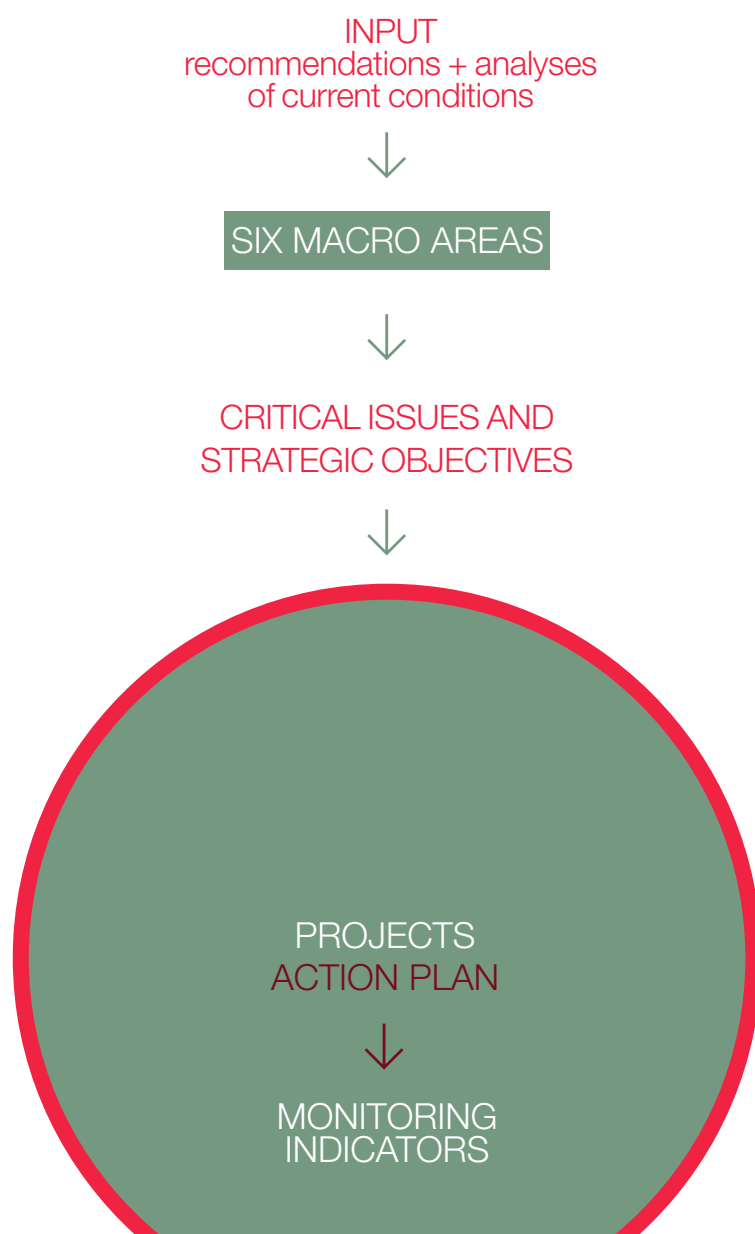 INPUT
recommendations + analyses
of current conditions
SIX MACRO AREAS
CRITICAL ISSUES AND
STRATEGIC OBJECTIVES
PROJECTS
ACTION PLAN
MONITORING
INDICATORS